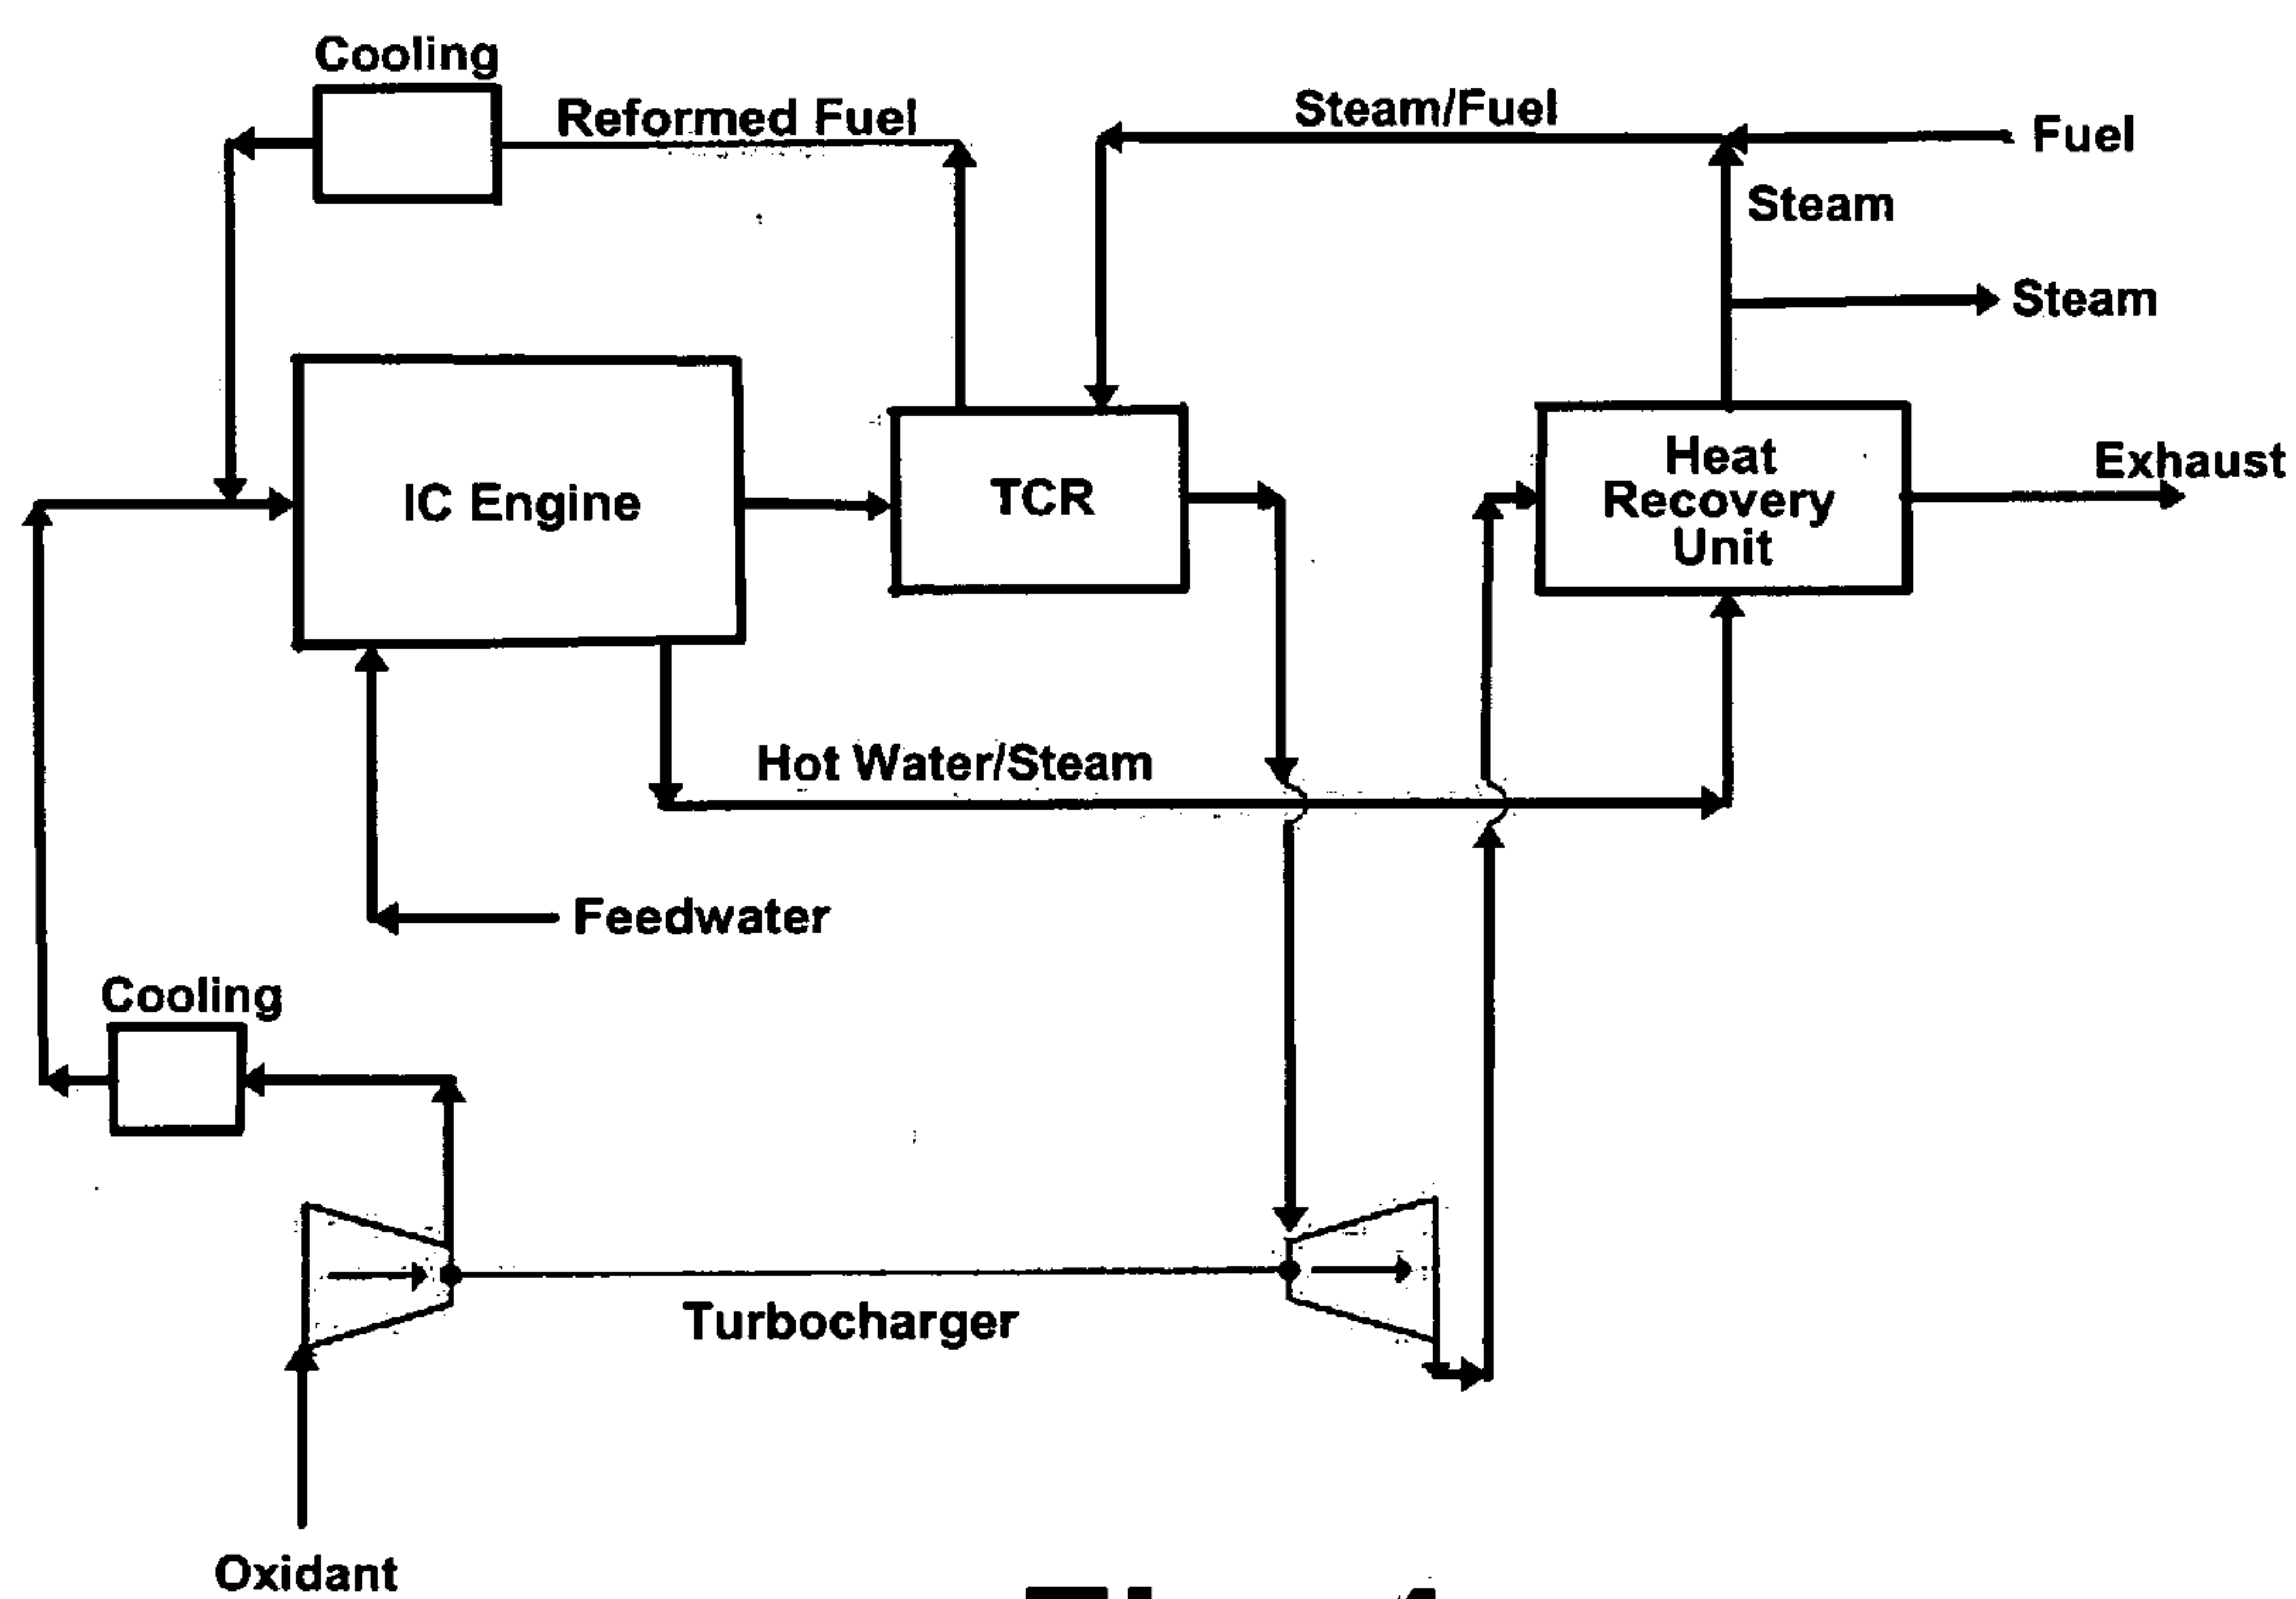 Cooling
Reformed Fuel
Steam/Fuel
Fuel
Steam
Steam
IC Engine
TCR
Heat
Recovery
Unit
Exhaust
Hot Water/Steam
Feedwater
Cooling
Turbocharger
Oxidant